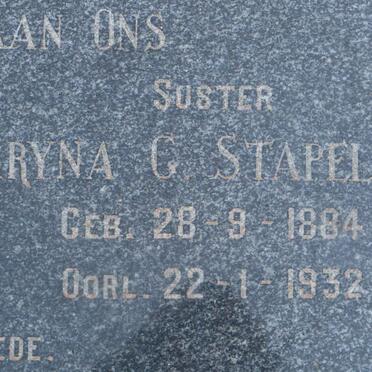 AAN ONS
SUSTER
RYNA G. STAPEL
GEB. 28-9-1884
OORL. 22-1-1932
EDE.